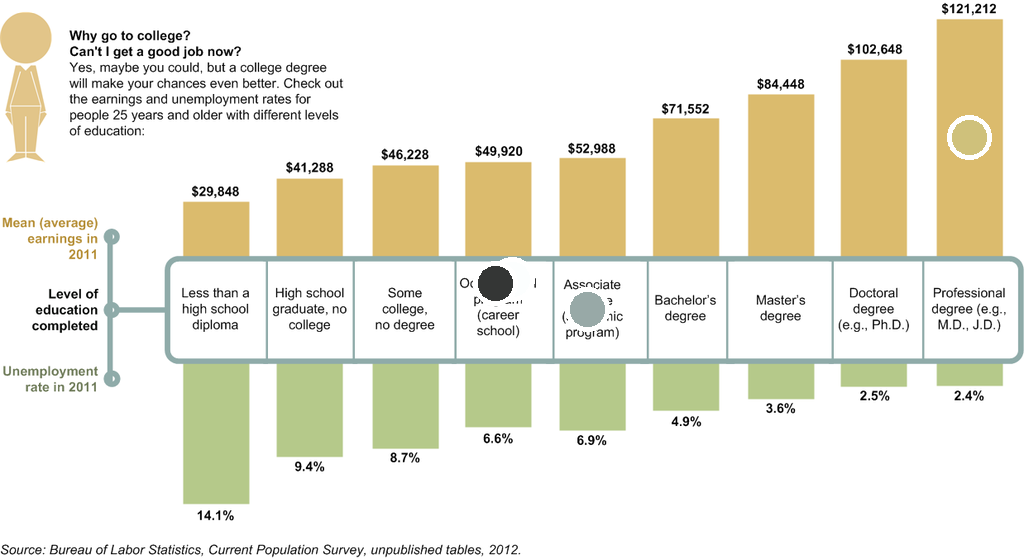 Why go to college?
Can't I get a good job now?
Yes, maybe you could, but a college degree
will make your chances even better. Check out
the earnings and unemployment rates for
people 25 years and older with different levels
of education:
$29,848
$41,288
$46,228
$49,920
$52,988
$71,552
$84,448
$102,648
$121,212
Mean (average)
earnings in
2011
Level of
education
completed
Unemployment
rate in 2011
Less than a
high school
diploma
High school
graduate, no
college
Some
college,
no degree
(career
school)
Associate
program)
Bachelor's
degree
Master's
degree
Doctoral
degree
(e.g., Ph.D.)
Professional
degree (e.g.,
M.D., J.D.)
14.1%
9.4%
8.7%
6.6%
6.9%
4.9%
3.6%
2.5%
2.4%
Source: Bureau of Labor Statistics, Current Population Survey, unpublished tables, 2012.